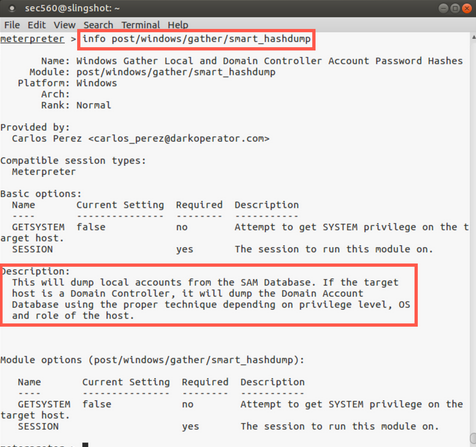 sec560@slingshot: ~
File Edit View Search Terminal Help
meterpreter > info post/windows/gather/smart_hashdump
Name: Windows Gather Local and Domain Controller Account Password Hashes
Module: post/windows/gather/smart_hashdump
Platform: Windows
Arch:
Rank: Normal
Provided by:
Carlos Perez <carlos_perez@darkoperator.com>
Compatible session types:
Meterpreter
Basic options:
Name Current Setting Required Description
---- --------------- -------- -----------
GETSYSTEM false no Attempt to get SYSTEM privilege on the t
arget host.
SESSION yes The session to run this module on.
Description:
This will dump local accounts from the SAM Database. If the target
host is a Domain Controller, it will dump the Domain Account
Database using the proper technique depending on privilege level, OS
and role of the host.
Module options (post/windows/gather/smart_hashdump):
Name Current Setting Required Description
---- --------------- -------- -----------
GETSYSTEM false no Attempt to get SYSTEM privilege on the
target host.
SESSION yes The session to run this module on.